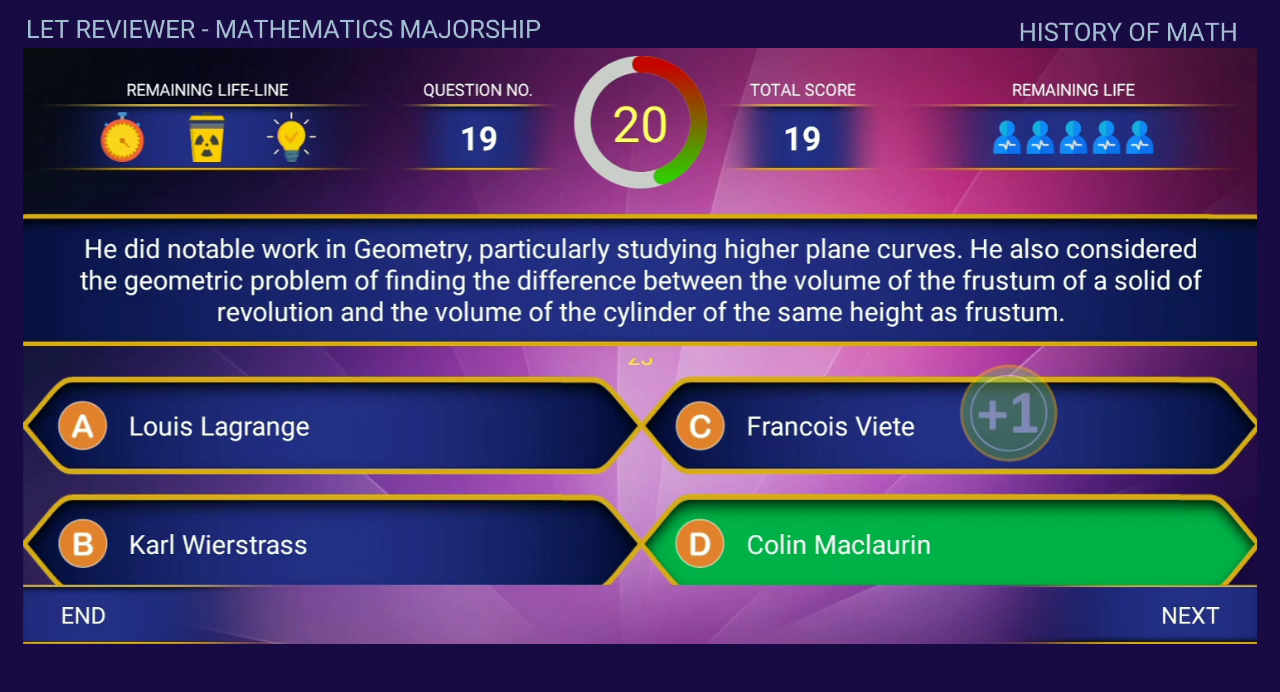 LET REVIEWER - MATHEMATICS MAJORSHIP
HISTORY OF MATH
REMAINING LIFE-LINE
QUESTION NO.
TOTAL SCORE
REMAINING LIFE
19
20
19
He did notable work in Geometry, particularly studying higher plane curves. He also considered
the geometric problem of finding the difference between the volume of the frustum of a solid of
revolution and the volume of the cylinder of the same height as frustum.
A Louis Lagrange
C Francois Viete
+1
B Karl Wierstrass
D Colin Maclaurin
END
NEXT